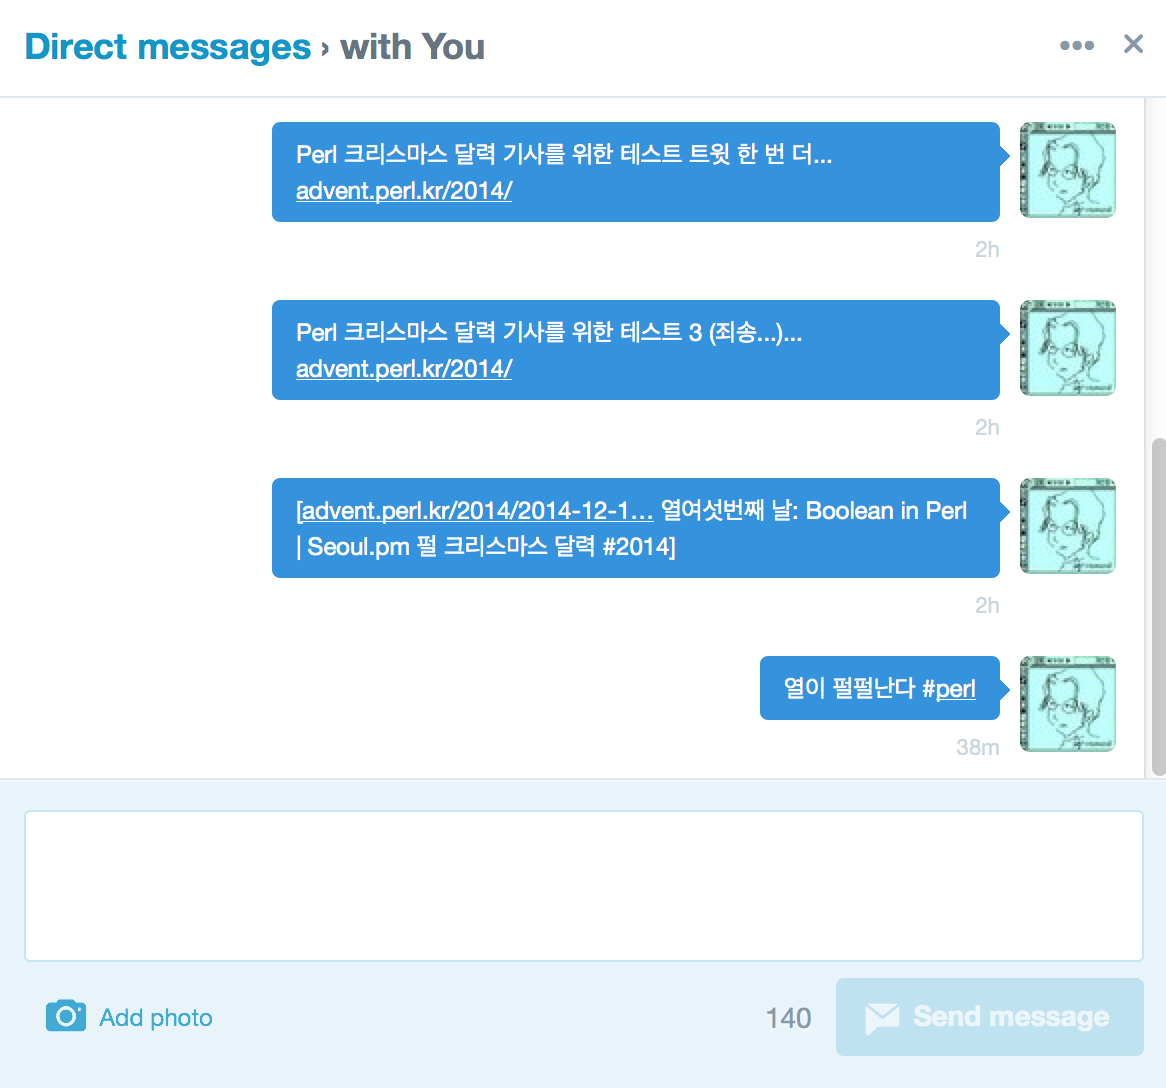 Direct messages › with You
Perl 크리스마스 달력 기사를 위한 테스트 트윗 한 번 더...
advent.perl.kr/2014/
2h
Perl 크리스마스 달력 기사를 위한 테스트 3 (죄송...)...
advent.perl.kr/2014/
2h
[advent.perl.kr/2014/2014-12-1… 열여섯번째 날: Boolean in Perl
| Seoul.pm 펄 크리스마스 달력 #2014]
2h
열이 펄펄난다 #perl
38m
Add photo
140
Send message